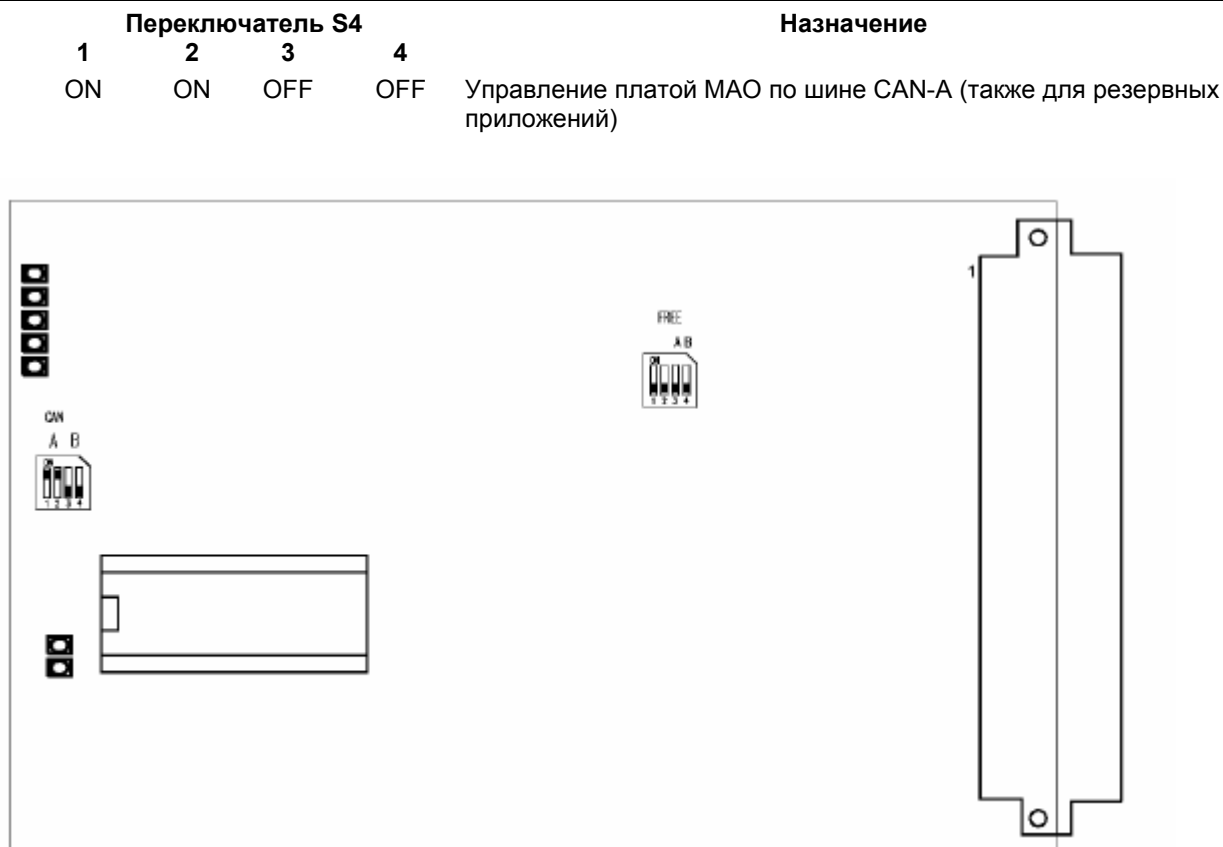 Переключатель S4 Назначение
1 2 3 4
ON ON OFF OFF Управление платой МАО по шине CAN-A (также для резервных
приложений)
1
FREE
A B
ON
1 2 3 4
CAN
A B
ON
1 2 3 4